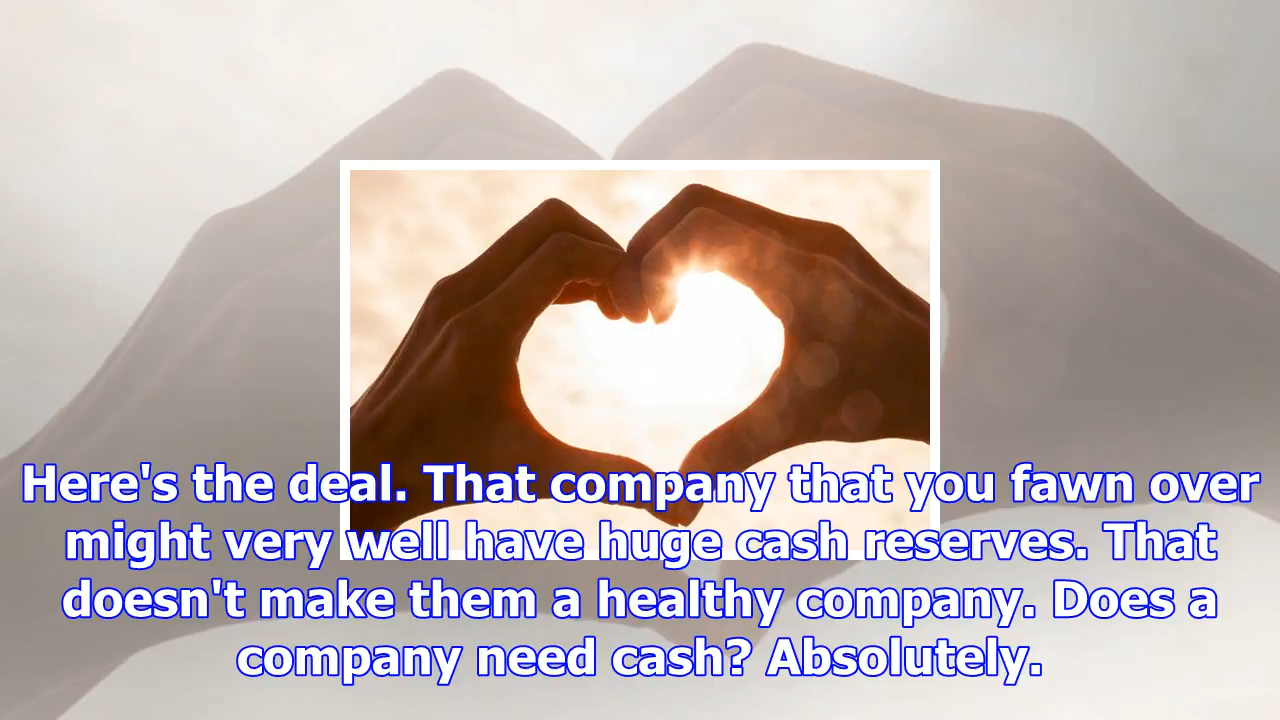 Here's the deal. That company that you fawn over
might very well have huge cash reserves. That
doesn't make them a healthy company. Does a
company need cash? Absolutely.